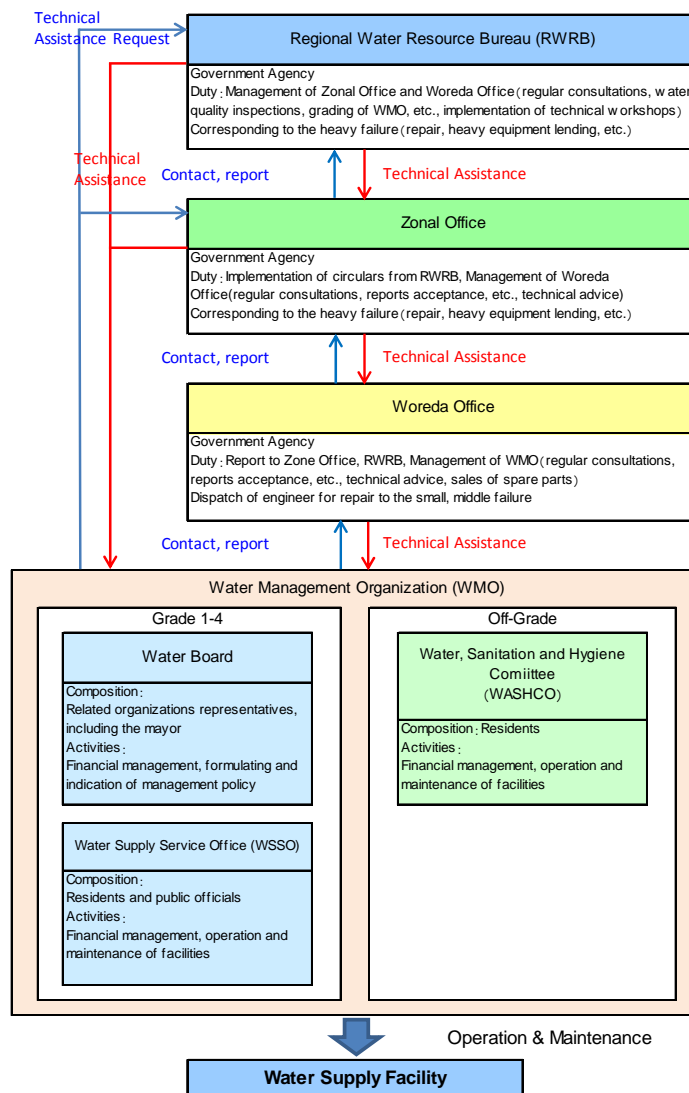 Technical
Assistance Request
Regional Water Resource Bureau (RWRB)
Government Agency
Duty:Management of Zonal Office and Woreda Office(regular consultations, water
quality inspections, grading of WMO, etc., implementation of technical workshops)
Corresponding to the heavy failure(repair, heavy equipment lending, etc.)
Technical
Assistance
Contact, report
Technical Assistance
Zonal Office
Government Agency
Duty:Implementation of circulars from RWRB, Management of Woreda
Office(regular consultations, reports acceptance, etc., technical advice)
Corresponding to the heavy failure(repair, heavy equipment lending, etc.)
Contact, report
Technical Assistance
Woreda Office
Government Agency
Duty:Report to Zone Office, RWRB, Management of WMO(regular consultations,
reports acceptance, etc., technical advice, sales of spare parts)
Dispatch of engineer for repair to the small, middle failure
Contact, report
Technical Assistance
Water Management Organization (WMO)
Grade 1-4
Water Board
Composition:
Related organizations representatives,
including the mayor
Activities:
Financial management, formulating and
indication of management policy
Water Supply Service Office (WSSO)
Composition:
Residents and public officials
Activities:
Financial management, operation and
maintenance of facilities
Off-Grade
Water, Sanitation and Hygiene
Comiittee
(WASHCO)
Composition:Residents
Activities:
Financial management, operation and
maintenance of facilities
Operation & Maintenance
Water Supply Facility